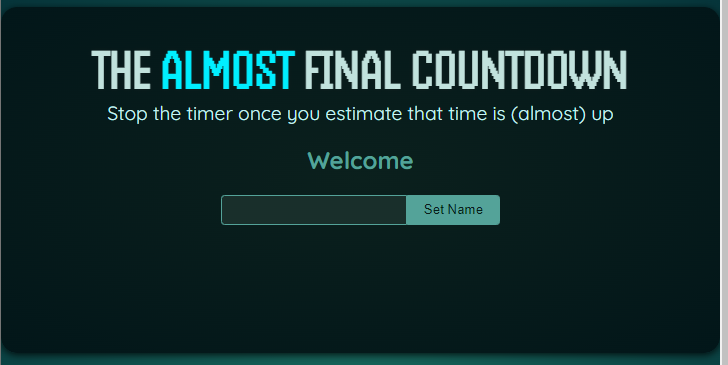 THE ALMOST FINAL COUNTDOWN
Stop the timer once you estimate that time is (almost) up
Welcome
Set Name